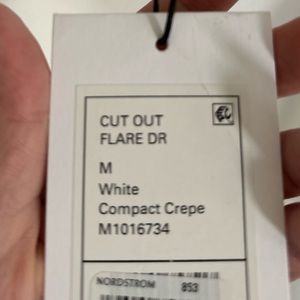 CUT OUT
FLARE DR
M
White
Compact Crepe
M1016734
NORDSTROM 853